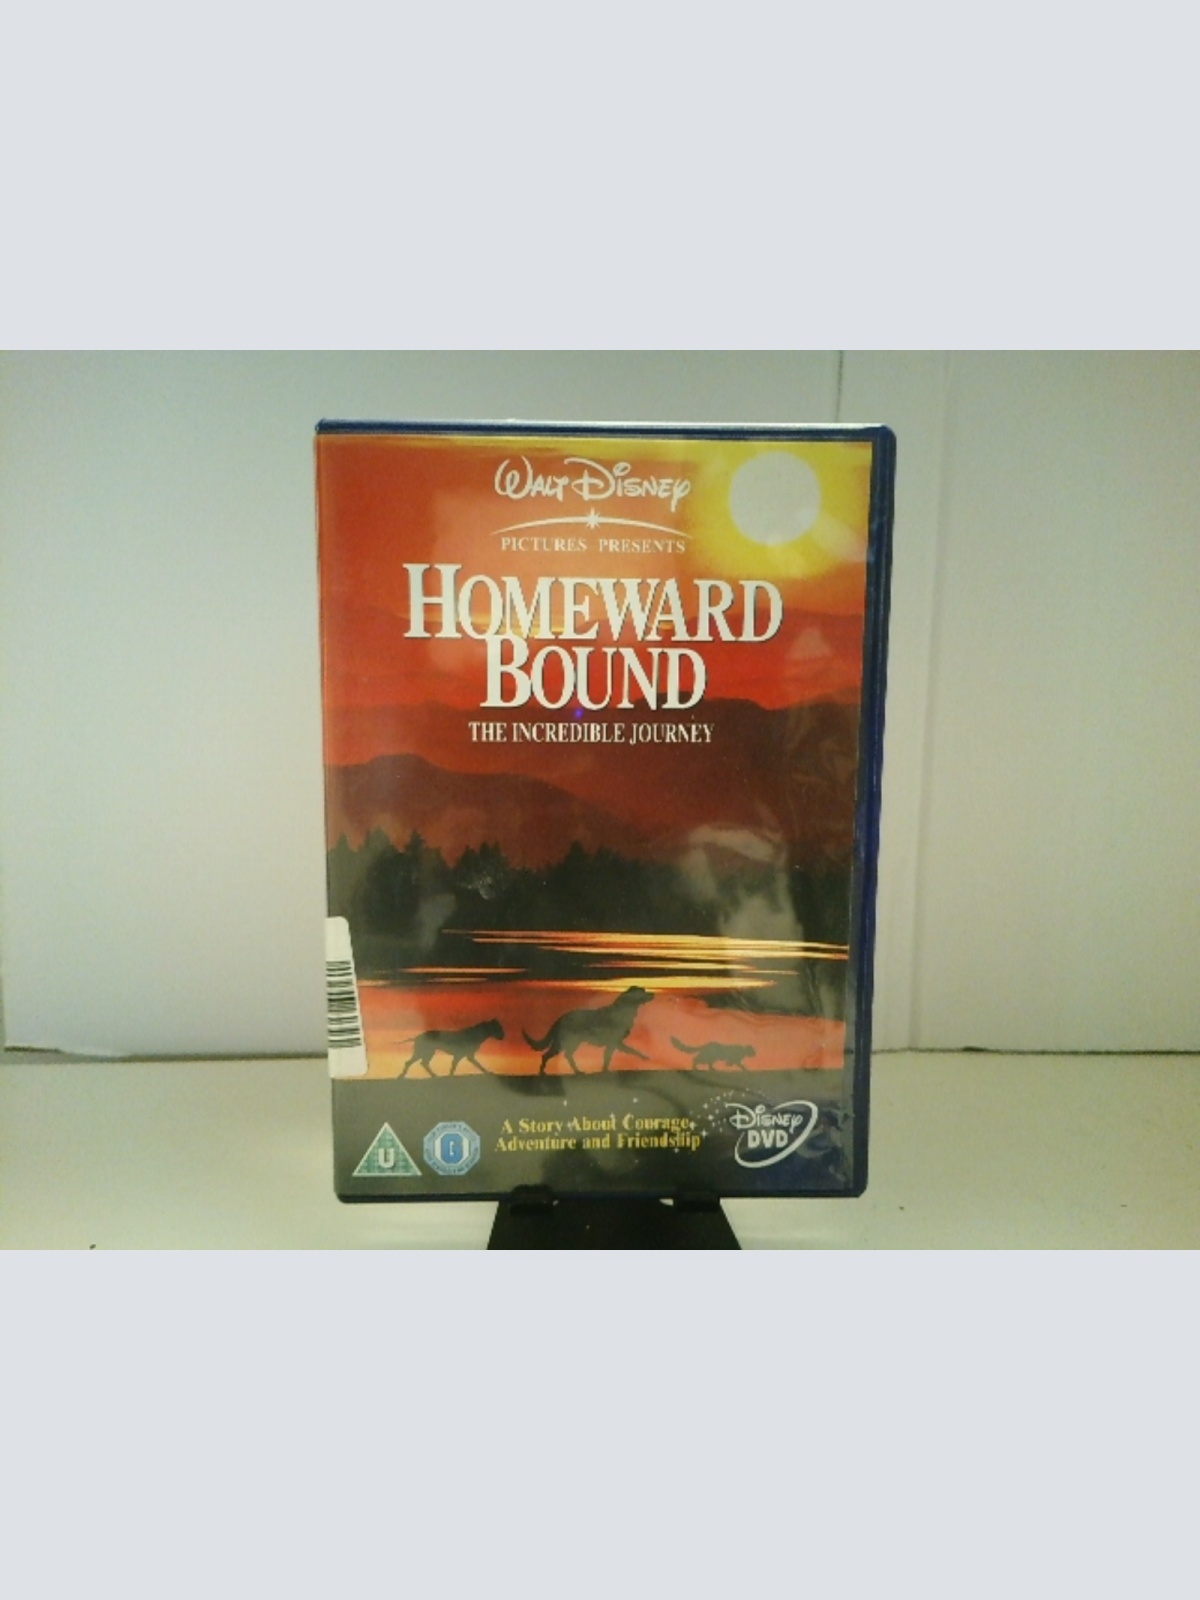 WALT DISNEY
PICTURES PRESENTS
HOMEWARD
BOUND
THE INCREDIBLE JOURNEY
A Story About Courage,
Adventure and Friendship
U
DISNEY
DVD